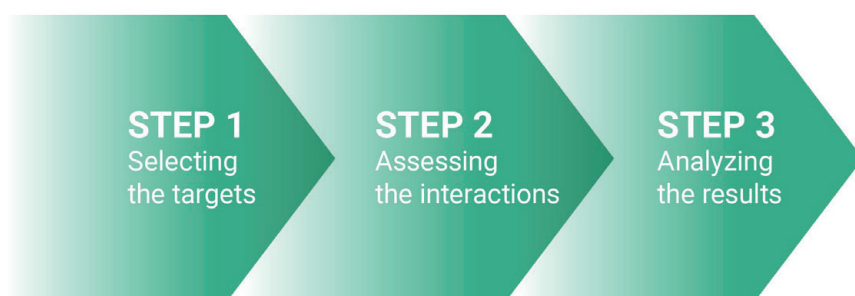 STEP 1
Selecting
the targets
STEP 2
Assessing
the interactions
STEP 3
Analyzing
the results